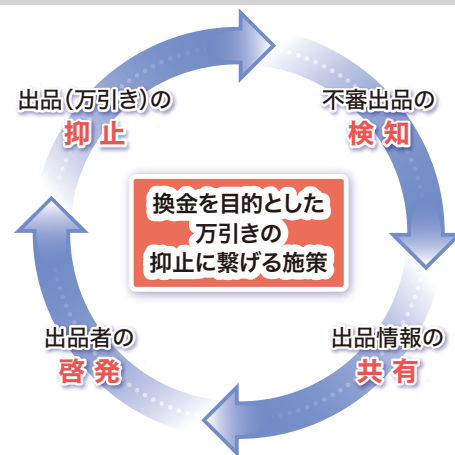 出品(万引き)の
抑止
不審出品の
検知
換金を目的とした
万引きの
抑止に繋げる施策
出品者の
啓発
出品情報の
共有